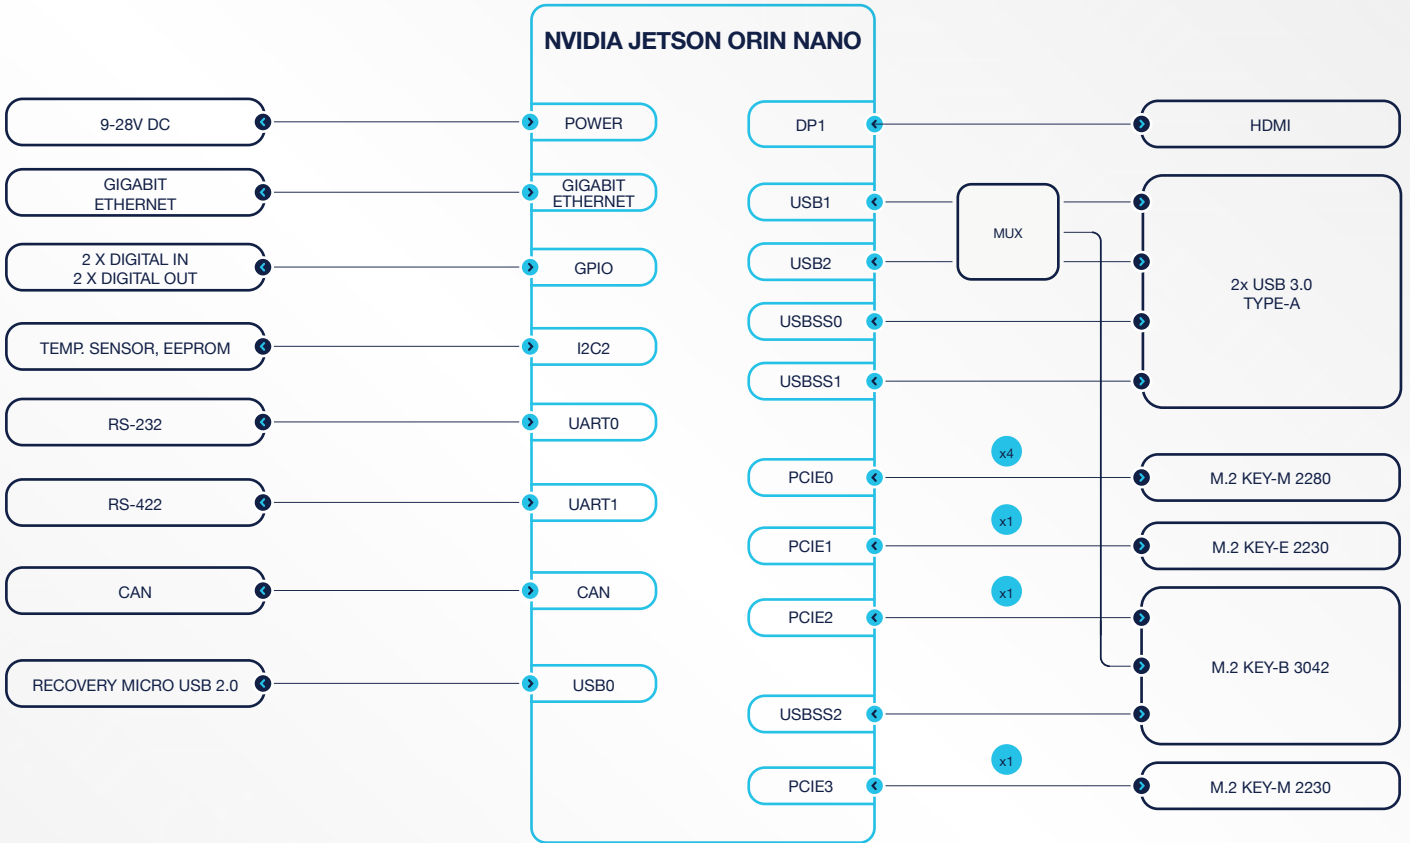 NVIDIA JETSON ORIN NANO
9-28V DC
POWER
GIGABIT
ETHERNET
GIGABIT
ETHERNET
2 X DIGITAL IN
2 X DIGITAL OUT
GPIO
TEMP. SENSOR, EEPROM
I2C2
RS-232
UART0
RS-422
UART1
CAN
CAN
RECOVERY MICRO USB 2.0
USB0
DP1
HDMI
USB1
MUX
USB2
2x USB 3.0
TYPE-A
USBSS0
USBSS1
x4
PCIE0
M.2 KEY-M 2280
x1
PCIE1
M.2 KEY-E 2230
x1
PCIE2
M.2 KEY-B 3042
USBSS2
x1
PCIE3
M.2 KEY-M 2230